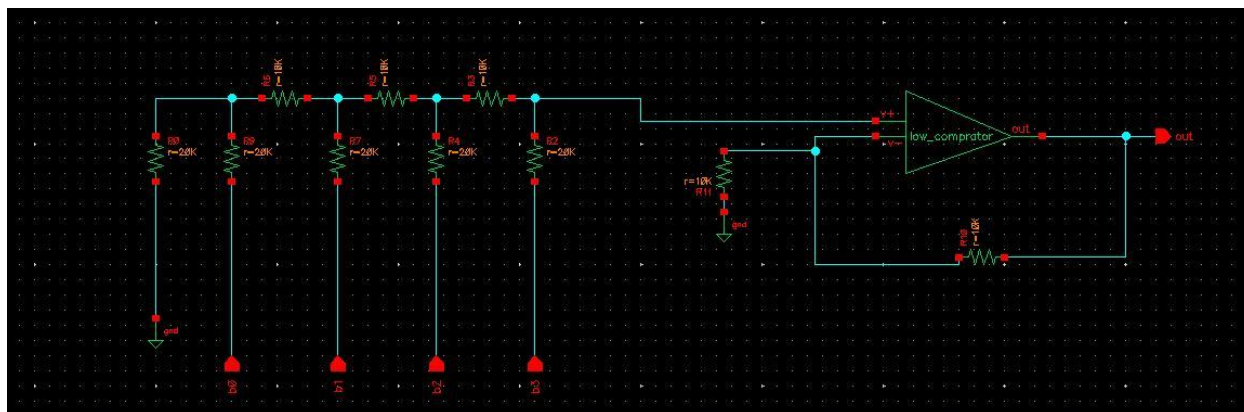 R6
r=10K
R5
r=10K
R3
r=10K
R0
r=20K
R8
r=20K
R7
r=20K
R4
r=20K
R2
r=20K
gnd
b0
b1
b2
b3
V+
low_comprator
out
out
r=10K
R11
gnd
R10
r=10K